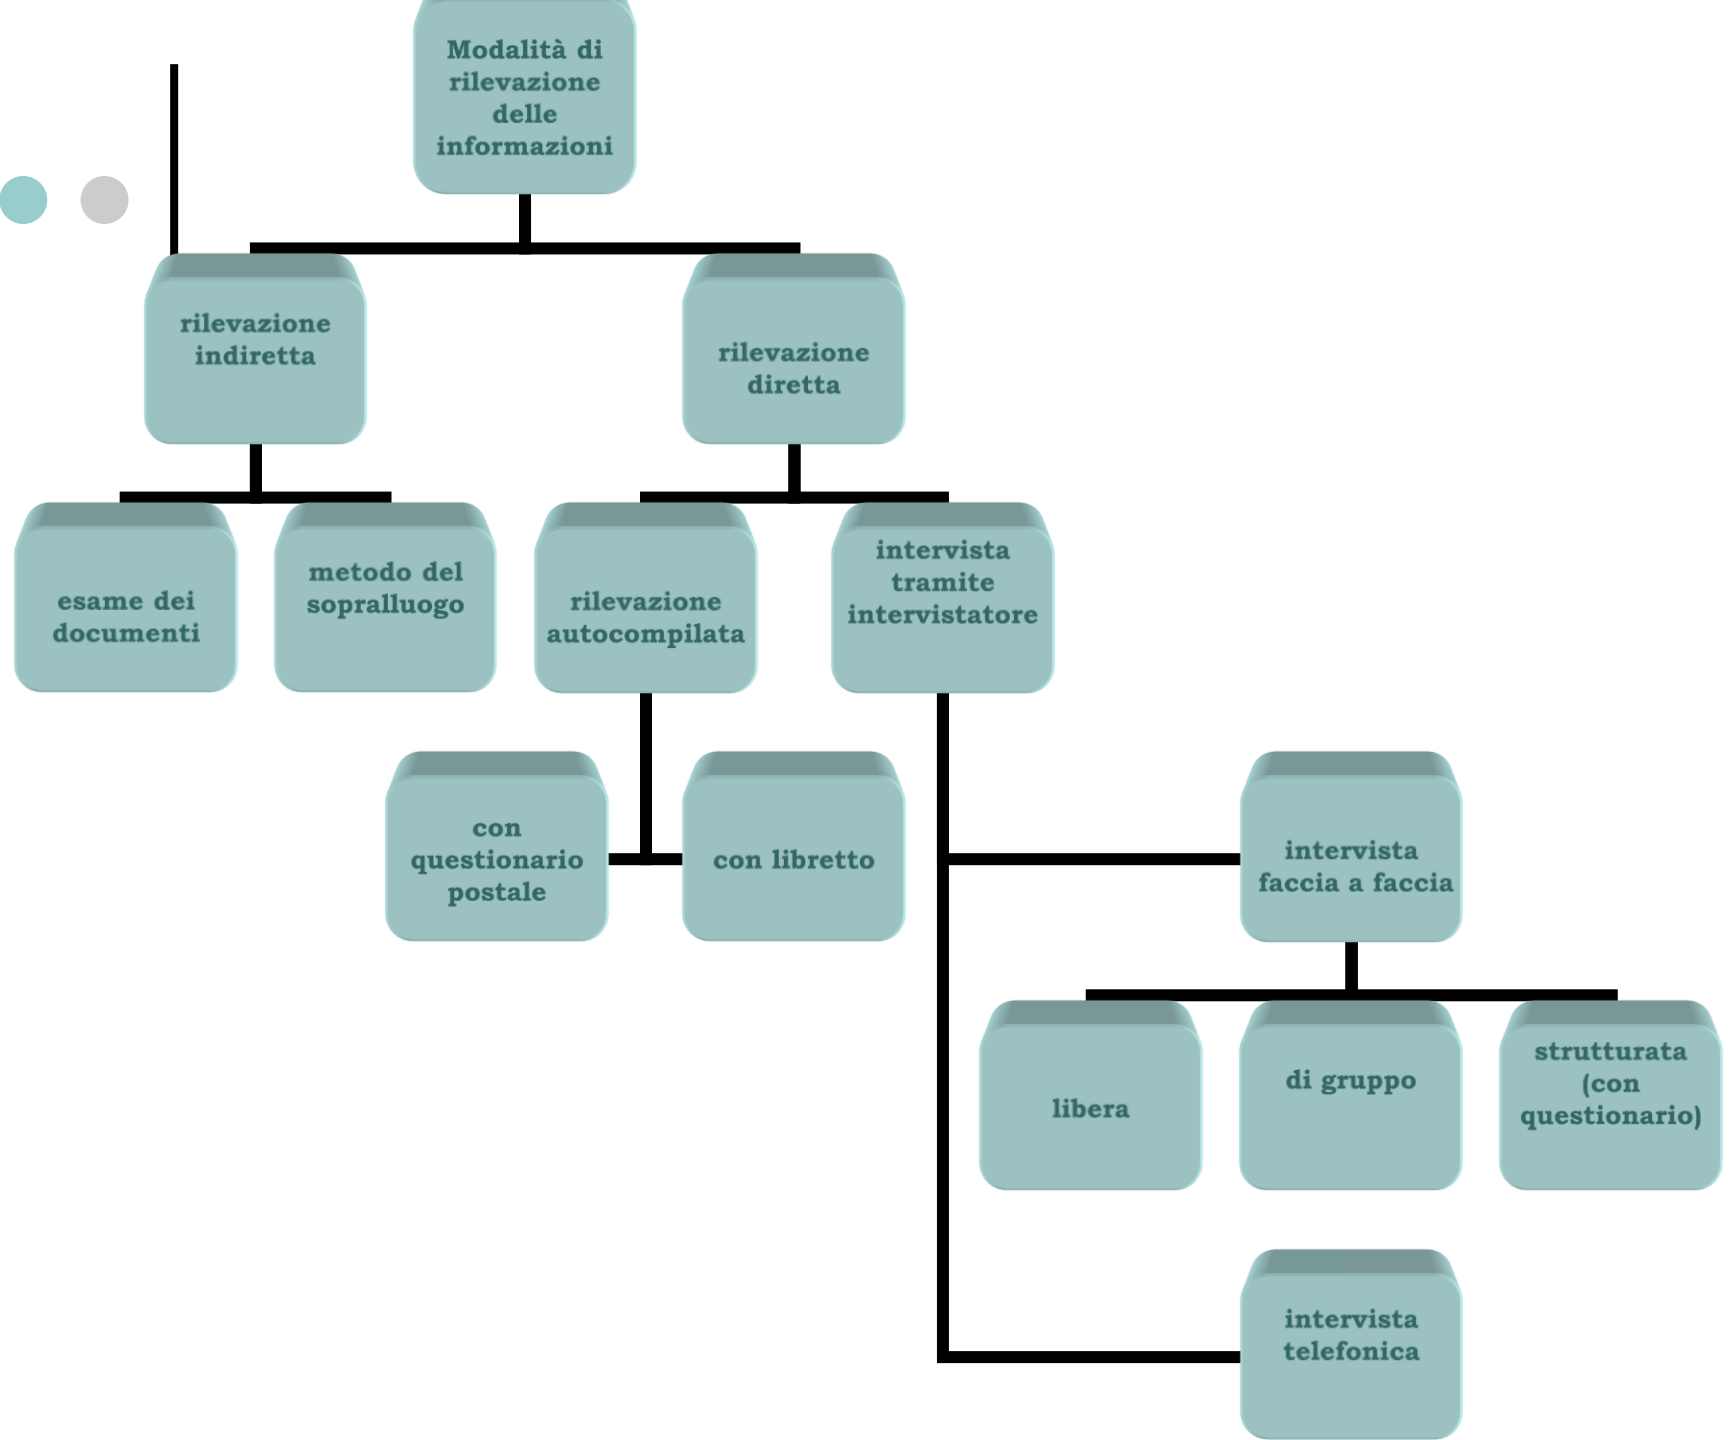 Modalità di
rilevazione
delle
informazioni
rilevazione
indiretta
rilevazione
diretta
esame dei
documenti
metodo del
sopralluogo
rilevazione
autocompilata
intervista
tramite
intervistatore
con
questionario
postale
con libretto
intervista
faccia a faccia
libera
di gruppo
strutturata
(con
questionario)
intervista
telefonica